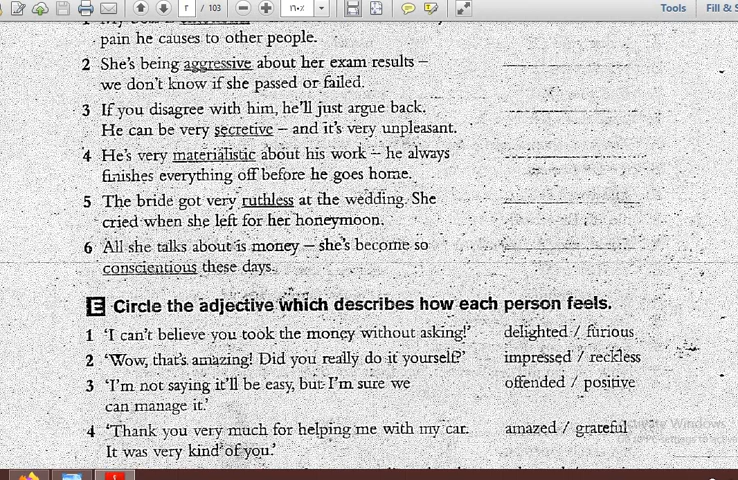 / 103
Tools
Fill & S
pain he causes to other people.
2 She's being aggressive about her exam results –
we don't know if she passed or failed.
3 If you disagree with him, he'll just argue back.
He can be very secretive – and it's very unpleasant.
4 He's very materialistic about his work – he always
finishes everything off before he goes home.
5 The bride got very ruthless at the wedding. She
cried when she left for her honeymoon.
6 All she talks about is money – she's become so
conscientious these days.
E Circle the adjective which describes how each person feels.
1 'I can't believe you took the money without asking!' delighted / furious
2 'Wow, that's amazing! Did you really do it yourself?' impressed / reckless
3 'I'm not saying it'll be easy, but I'm sure we offended / positive
can manage it.'
4 'Thank you very much for helping me with my car. amazed / grateful
It was very kind of you.'
Windows